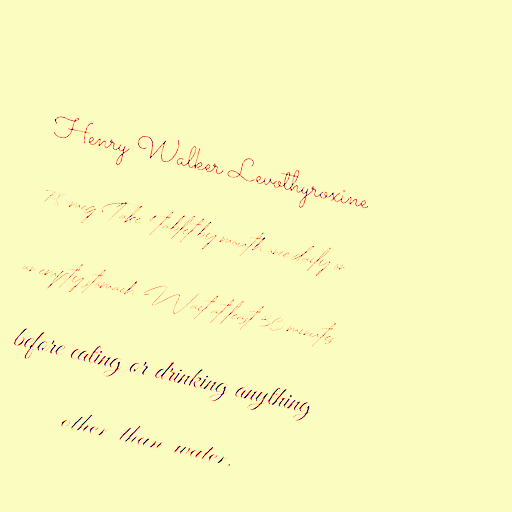 Henry Walker Levothyroxine
mcg Take 1 tablet by mouth once daily on
an empty stomach. Wait at least 30 minutes
before eating or drinking anything
other than water.